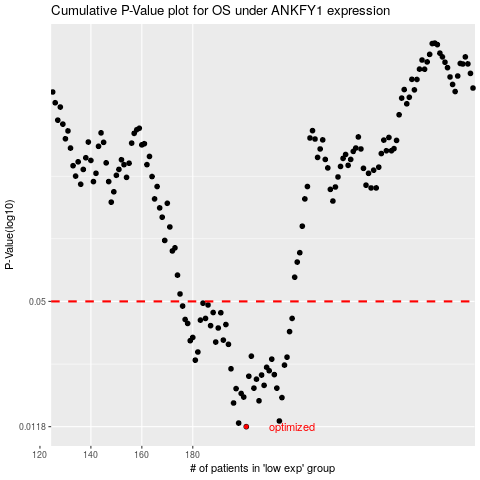 Cumulative P-Value plot for OS under ANKFY1 expression
P-Value(log10)
0.05
0.0118
optimized
120 140 160 180
# of patients in 'low exp' group